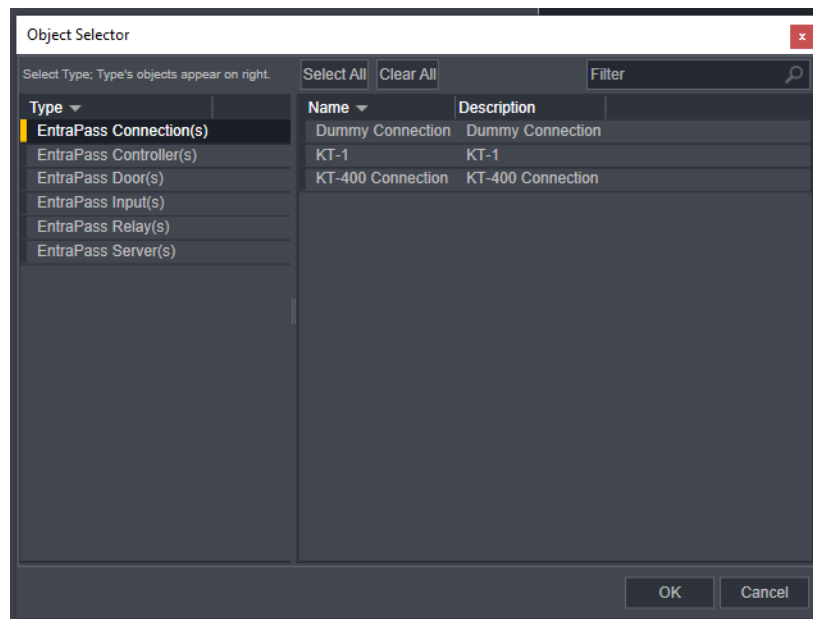 Object Selector
x
Select Type; Type's objects appear on right.
Select All Clear All
Filter
Type
EntraPass Connection(s)
EntraPass Controller(s)
EntraPass Door(s)
EntraPass Input(s)
EntraPass Relay(s)
EntraPass Server(s)
Name Description
Dummy Connection Dummy Connection
KT-1 KT-1
KT-400 Connection KT-400 Connection
OK Cancel